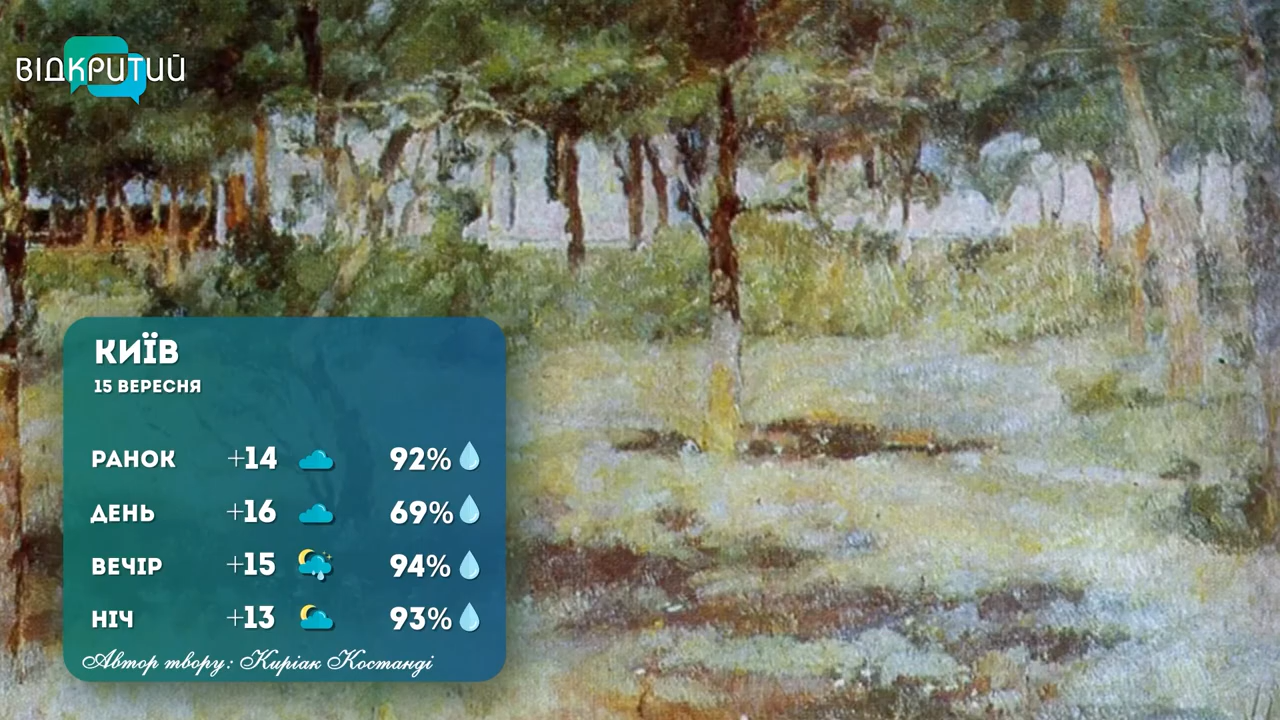 ВІДКРИТИЙ
КИЇВ
15 ВЕРЕСНЯ
РАНОК +14 92%
ДЕНЬ +16 69%
ВЕЧІР +15 94%
НІЧ +13 93%
Автор твору: Киріак Костанді